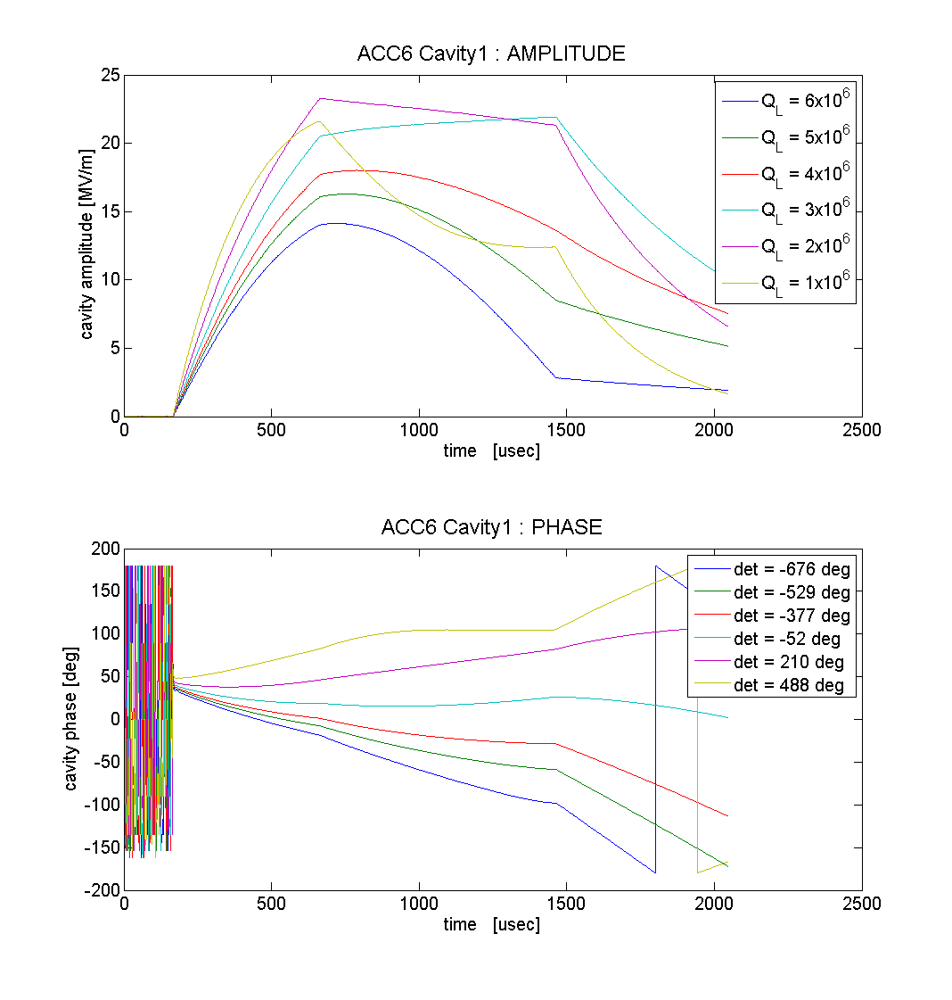 ACC6 Cavity1 : AMPLITUDE
cavity amplitude [MV/m]
25
20
15
10
5
0
Q_L = 6x10^6
Q_L = 5x10^6
Q_L = 4x10^6
Q_L = 3x10^6
Q_L = 2x10^6
Q_L = 1x10^6
0 500 1000 1500 2000 2500
time [usec]
ACC6 Cavity1 : PHASE
cavity phase [deg]
200
150
100
50
0
-50
-100
-150
-200
det = -676 deg
det = -529 deg
det = -377 deg
det = -52 deg
det = 210 deg
det = 488 deg
0 500 1000 1500 2000 2500
time [usec]